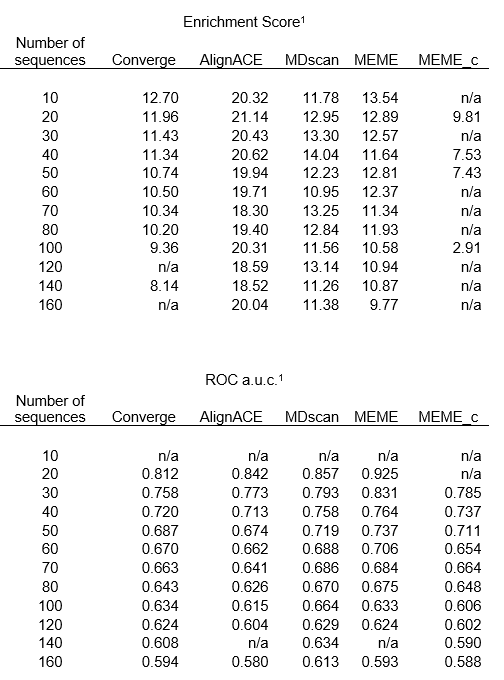 Enrichment Score¹
Number of
sequences Converge AlignACE MDscan MEME MEME_c
10 12.70 20.32 11.78 13.54 n/a
20 11.96 21.14 12.95 12.89 9.81
30 11.43 20.43 13.30 12.57 n/a
40 11.34 20.62 14.04 11.64 7.53
50 10.74 19.94 12.23 12.81 7.43
60 10.50 19.71 10.95 12.37 n/a
70 10.34 18.30 13.25 11.34 n/a
80 10.20 19.40 12.84 11.93 n/a
100 9.36 20.31 11.56 10.58 2.91
120 n/a 18.59 13.14 10.94 n/a
140 8.14 18.52 11.26 10.87 n/a
160 n/a 20.04 11.38 9.77 n/a
ROC a.u.c.¹
Number of
sequences Converge AlignACE MDscan MEME MEME_c
10 n/a n/a n/a n/a n/a
20 0.812 0.842 0.857 0.925 n/a
30 0.758 0.773 0.793 0.831 0.785
40 0.720 0.713 0.758 0.764 0.737
50 0.687 0.674 0.719 0.737 0.711
60 0.670 0.662 0.688 0.706 0.654
70 0.663 0.641 0.686 0.684 0.664
80 0.643 0.626 0.670 0.675 0.648
100 0.634 0.615 0.664 0.633 0.606
120 0.624 0.604 0.629 0.624 0.602
140 0.608 n/a 0.634 n/a 0.590
160 0.594 0.580 0.613 0.593 0.588